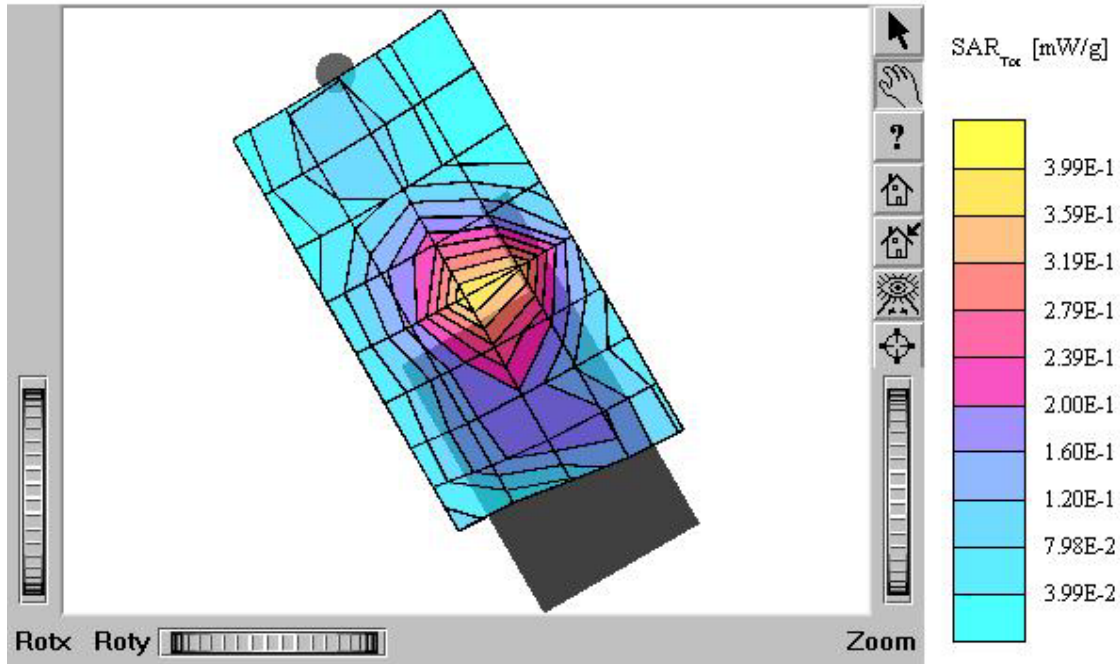 SAR_Tot [mW/g]
?
3.99E-1
3.59E-1
3.19E-1
2.79E-1
2.39E-1
2.00E-1
1.60E-1
1.20E-1
7.98E-2
3.99E-2
Rotx Roty Zoom